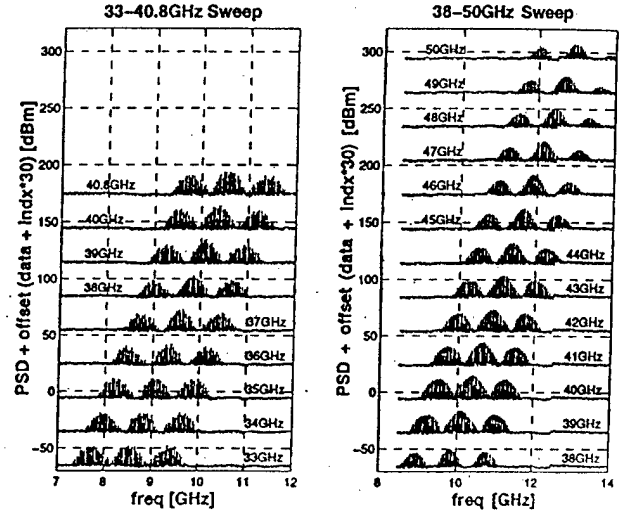 33-40.8GHz Sweep
PSD + offset (data + Indx*30) [dBm]
300
250
200
150
100
50
0
-50
40.8GHz
40GHz
39GHz
38GHz
37GHz
36GHz
35GHz
34GHz
33GHz
7 8 9 10 11 12
freq [GHz]
38-50GHz Sweep
PSD + offset (data + Indx*30) [dBm]
300
250
200
150
100
50
0
-50
50GHz
49GHz
48GHz
47GHz
46GHz
45GHz
44GHz
43GHz
42GHz
41GHz
40GHz
39GHz
38GHz
8 10 12 14
freq [GHz]